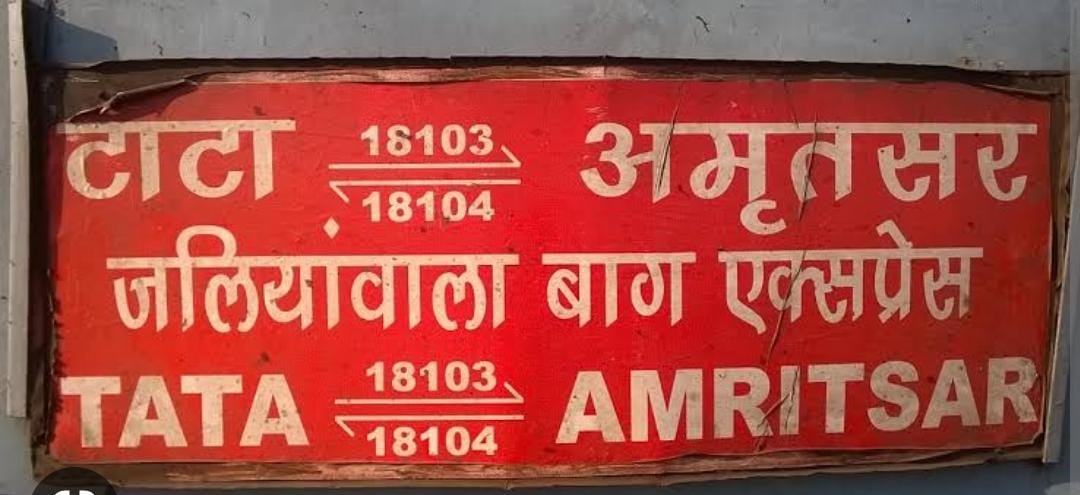 टाटा 18103 अमृतसर
18104
जलियांवाला बाग एक्सप्रेस
TATA 18103 AMRITSAR
18104